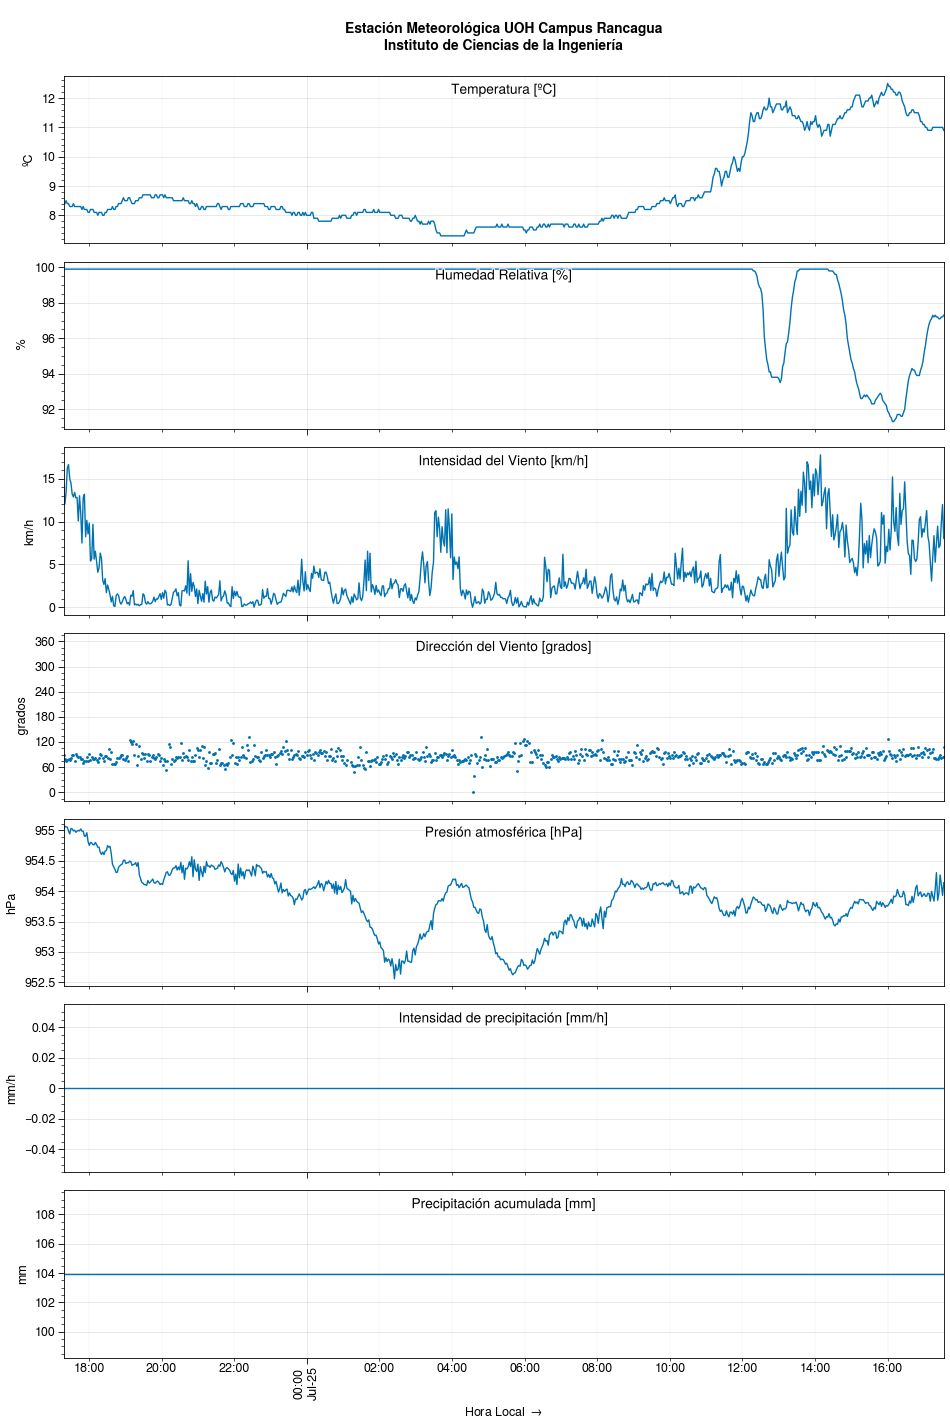 Estación Meteorológica UOH Campus Rancagua
Instituto de Ciencias de la Ingeniería
Temperatura [ºC]
12
11
10
9
8
ºC
Humedad Relativa [%]
100
98
96
94
92
%
Intensidad del Viento [km/h]
15
10
5
0
km/h
Dirección del Viento [grados]
360
300
240
180
120
60
0
grados
Presión atmosférica [hPa]
955
954.5
954
953.5
953
952.5
hPa
Intensidad de precipitación [mm/h]
0.04
0.02
0
−0.02
−0.04
mm/h
Precipitación acumulada [mm]
108
106
104
102
100
mm
18:00 20:00 22:00 00:00 02:00 04:00 06:00 08:00 10:00 12:00 14:00 16:00
Jul-25
Hora Local →